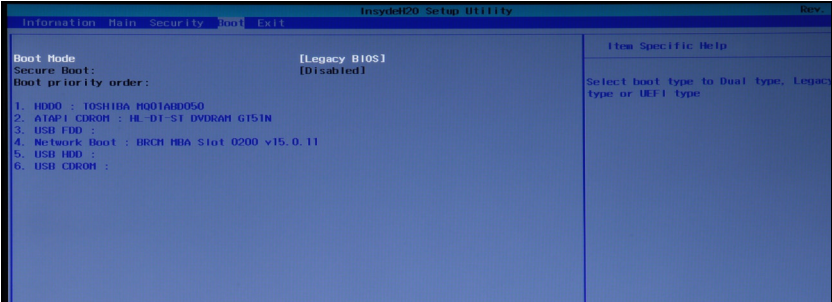 InsydeH20 Setup Utility Rev.
Information Main Security Boot Exit
Item Specific Help
Boot Mode [Legacy BIOS]
Secure Boot: [Disabled]
Boot priority order:
Select boot type to Dual type, Legacy
type or UEFI type
1. HDD0 : TOSHIBA MQ01ABD050
2. ATAPI CDROM : HL-DT-ST DVDRAM GT51N
3. USB FDD :
4. Network Boot : BRCM MBA Slot 0200 v15.0.11
5. USB HDD :
6. USB CDROM :